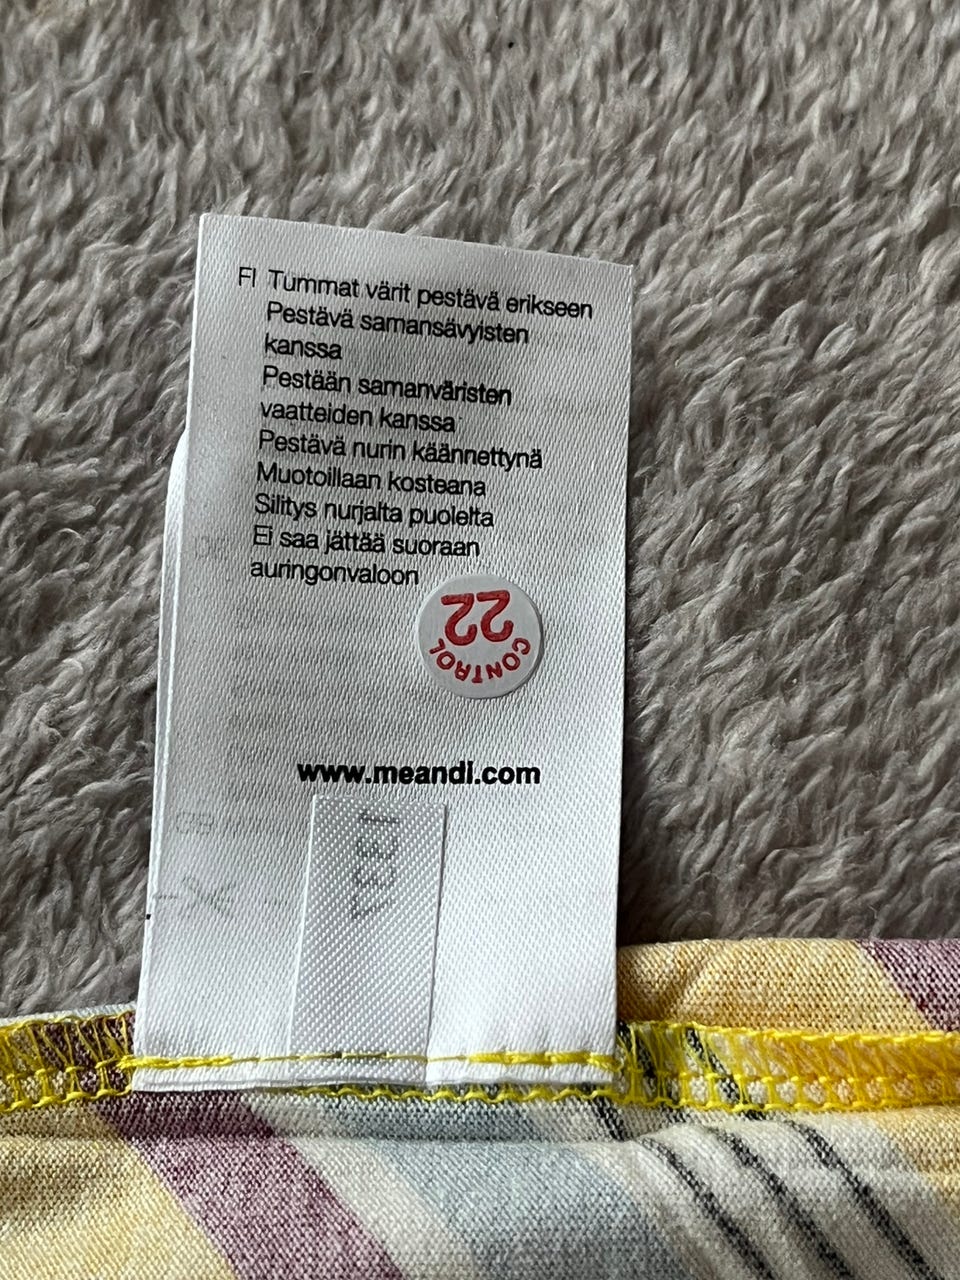 FI Tummat värit pestävä erikseen
Pestävä samansävyisten
kanssa
Pestään samanväristen
vaatteiden kanssa
Pestävä nurin käännettynä
Muotoillaan kosteana
Silitys nurjalta puolelta
Ei saa jättää suoraan
auringonvaloon
22
CONTROL
www.meandi.com